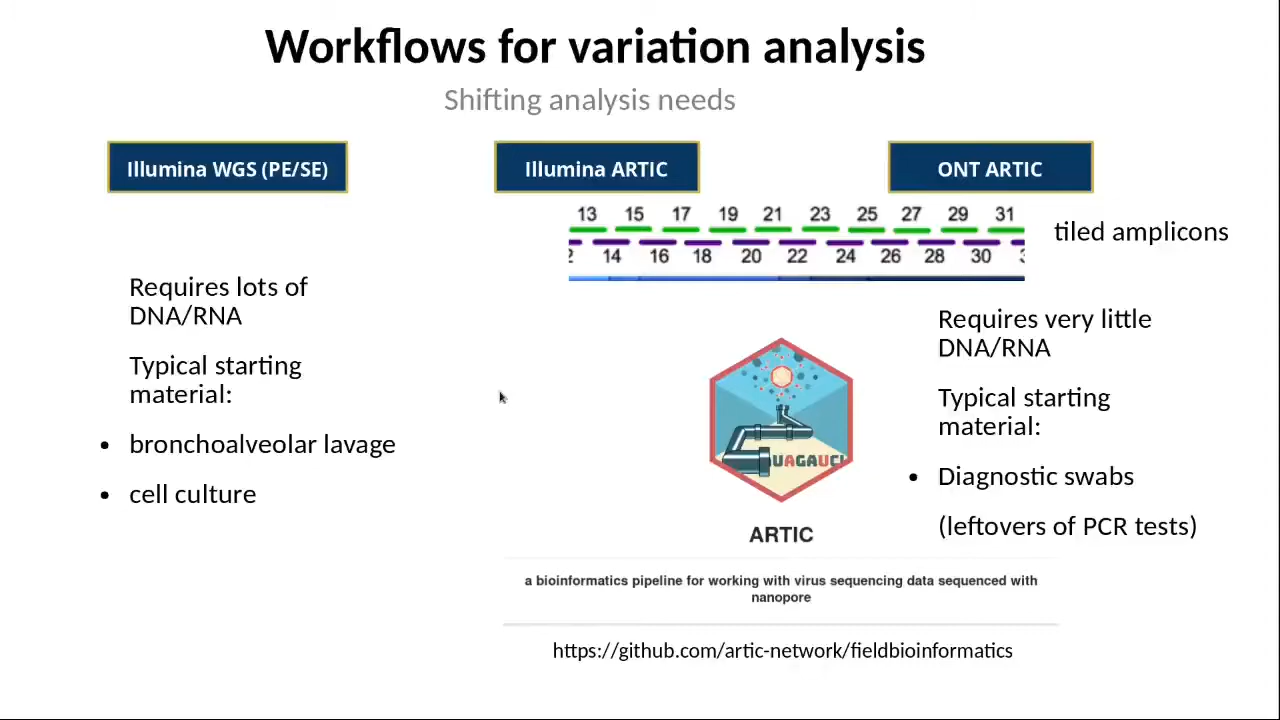 Workflows for variation analysis
Shifting analysis needs
Illumina WGS (PE/SE)
Illumina ARTIC
ONT ARTIC
13 15 17 19 21 23 25 27 29 31
14 16 18 20 22 24 26 28 30
tiled amplicons
Requires lots of
DNA/RNA
Typical starting
material:
• bronchoalveolar lavage
• cell culture
UAGAUCU
ARTIC
a bioinformatics pipeline for working with virus sequencing data sequenced with
nanopore
https://github.com/artic-network/fieldbioinformatics
Requires very little
DNA/RNA
Typical starting
material:
• Diagnostic swabs
(leftovers of PCR tests)